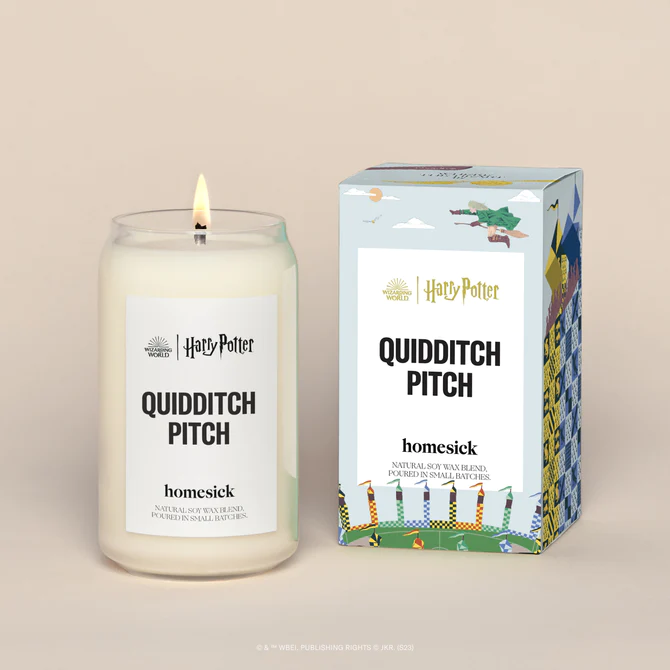 WIZARDING
WORLD
Harry Potter
QUIDDITCH
PITCH
homesick
NATURAL SOY WAX BLEND,
POURED IN SMALL BATCHES.
WIZARDING
WORLD
Harry Potter
QUIDDITCH
PITCH
homesick
NATURAL SOY WAX BLEND,
POURED IN SMALL BATCHES.
© & ™ WBEI. PUBLISHING RIGHTS © JKR. (S23)